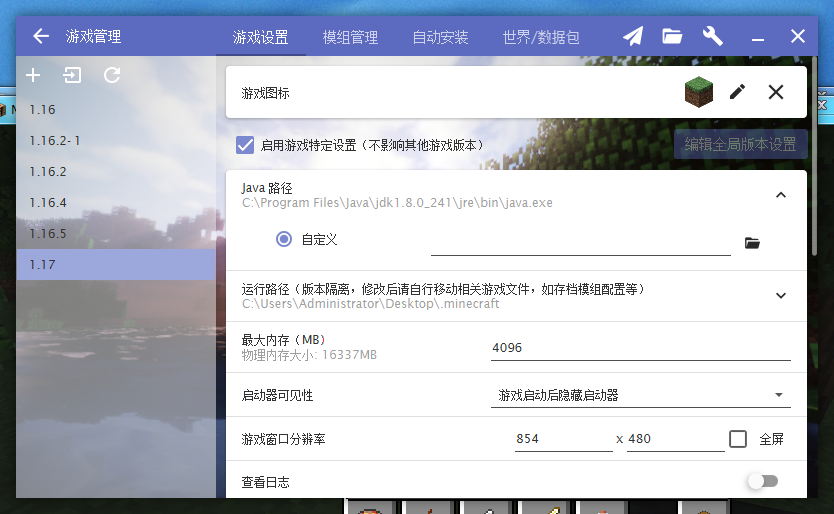 游戏管理
游戏设置
模组管理
自动安装
世界/数据包
1.16
1.16.2- 1
1.16.2
1.16.4
1.16.5
1.17
游戏图标
启用游戏特定设置（不影响其他游戏版本）
编辑全局版本设置
Java 路径
C:\Program Files\Java\jdk1.8.0_241\jre\bin\java.exe
自定义
运行路径（版本隔离，修改后请自行移动相关游戏文件，如存档模组配置等）
C:\Users\Administrator\Desktop\.minecraft
最大内存（MB）
4096
物理内存大小: 16337MB
启动器可见性
游戏启动后隐藏启动器
游戏窗口分辨率
854 x 480
全屏
查看日志